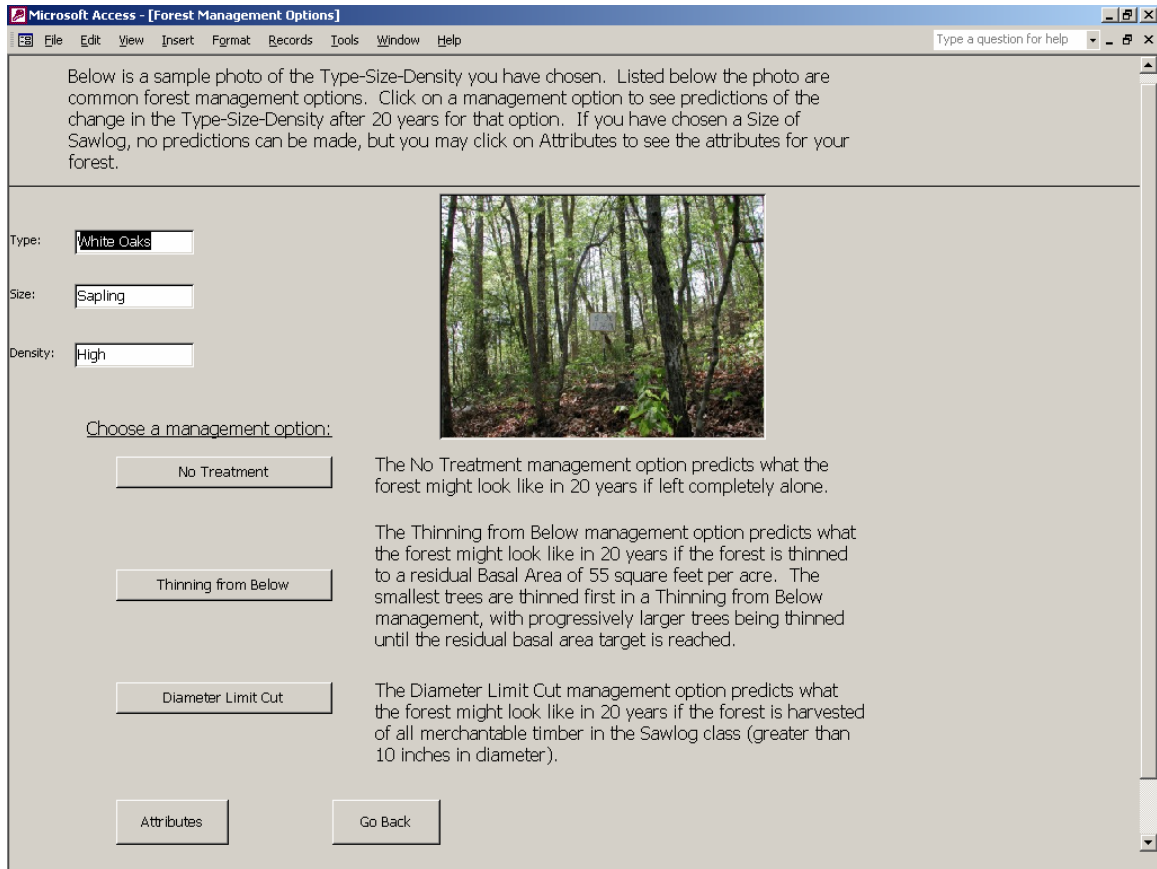 Microsoft Access - [Forest Management Options]
File Edit View Insert Format Records Tools Window Help
Type a question for help
Below is a sample photo of the Type-Size-Density you have chosen. Listed below the photo are
common forest management options. Click on a management option to see predictions of the
change in the Type-Size-Density after 20 years for that option. If you have chosen a Size of
Sawlog, no predictions can be made, but you may click on Attributes to see the attributes for your
forest.
Type: White Oaks
Size: Sapling
Density: High
Choose a management option:
No Treatment
The No Treatment management option predicts what the
forest might look like in 20 years if left completely alone.
Thinning from Below
The Thinning from Below management option predicts what
the forest might look like in 20 years if the forest is thinned
to a residual Basal Area of 55 square feet per acre. The
smallest trees are thinned first in a Thinning from Below
management, with progressively larger trees being thinned
until the residual basal area target is reached.
Diameter Limit Cut
The Diameter Limit Cut management option predicts what
the forest might look like in 20 years if the forest is harvested
of all merchantable timber in the Sawlog class (greater than
10 inches in diameter).
Attributes
Go Back